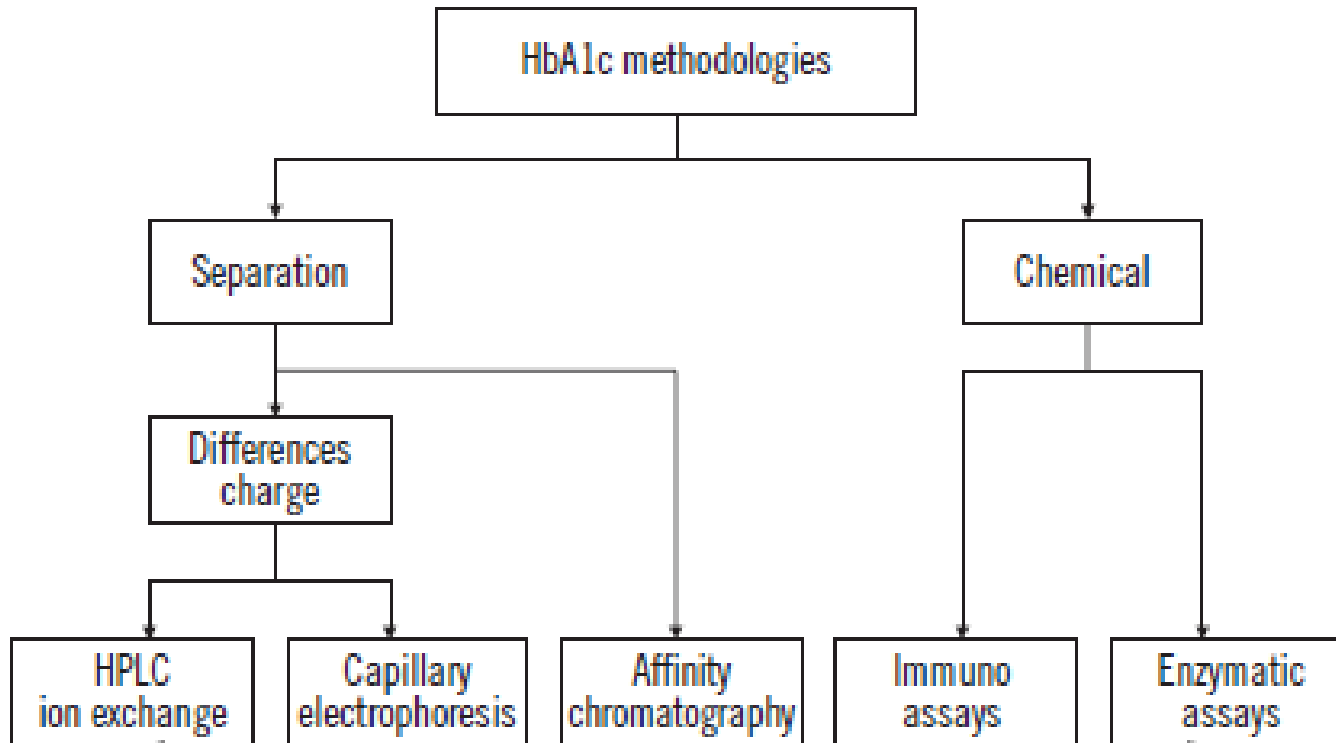 HbA1c methodologies
Separation
Chemical
Differences
charge
HPLC
ion exchange
Capillary
electrophoresis
Affinity
chromatography
Immuno
assays
Enzymatic
assays